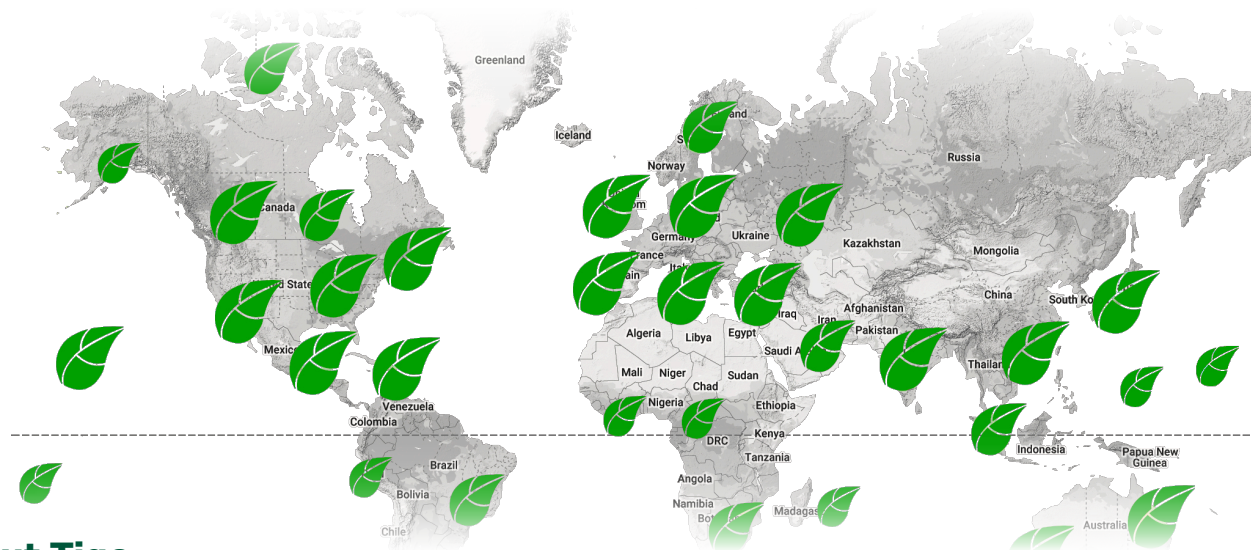 Greenland
Iceland
Norway
Russia
Canada
Ukraine
Kazakhstan
Mongolia
Germany
France
China
South Ko
Afghanistan
Iraq
Iran
Pakistan
Algeria
Libya
Egypt
Saudi A
Mexic
Mali
Niger
Chad
Sudan
Thailan
Venezuela
Nigeria
Ethiopia
Colombia
DRC
Kenya
Indonesia
Papua New
Guinea
Tanzania
Brazil
Bolivia
Angola
Namibia
Madagas
Chile
Australia